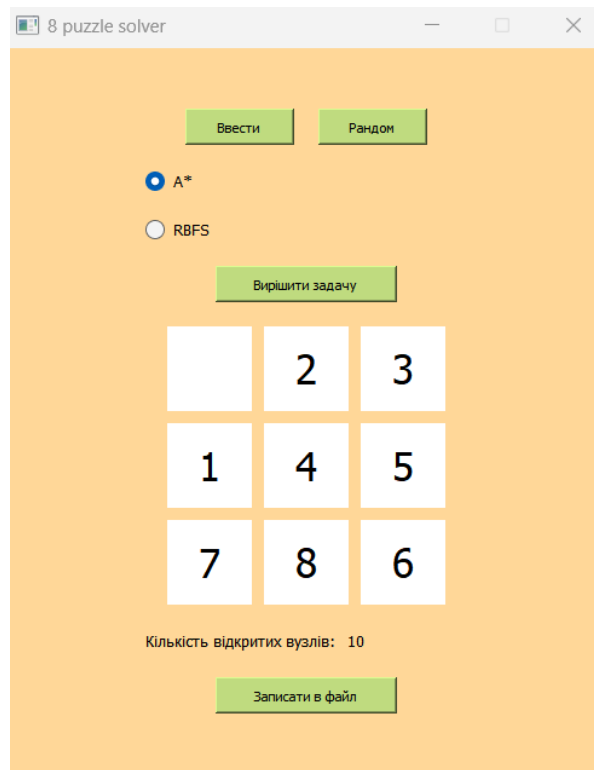 8 puzzle solver
Ввести Рандом
A*
RBFS
Вирішити задачу
2 3
1 4 5
7 8 6
Кількість відкритих вузлів: 10
Записати в файл